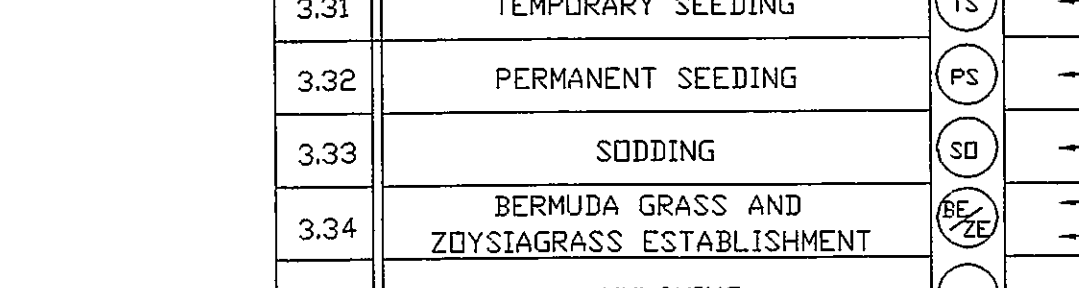 3.31 TEMPORARY SEEDING TS
3.32 PERMANENT SEEDING PS
3.33 SODDING SO
3.34 BERMUDA GRASS AND BE/ZE
ZOYSIAGRASS ESTABLISHMENT